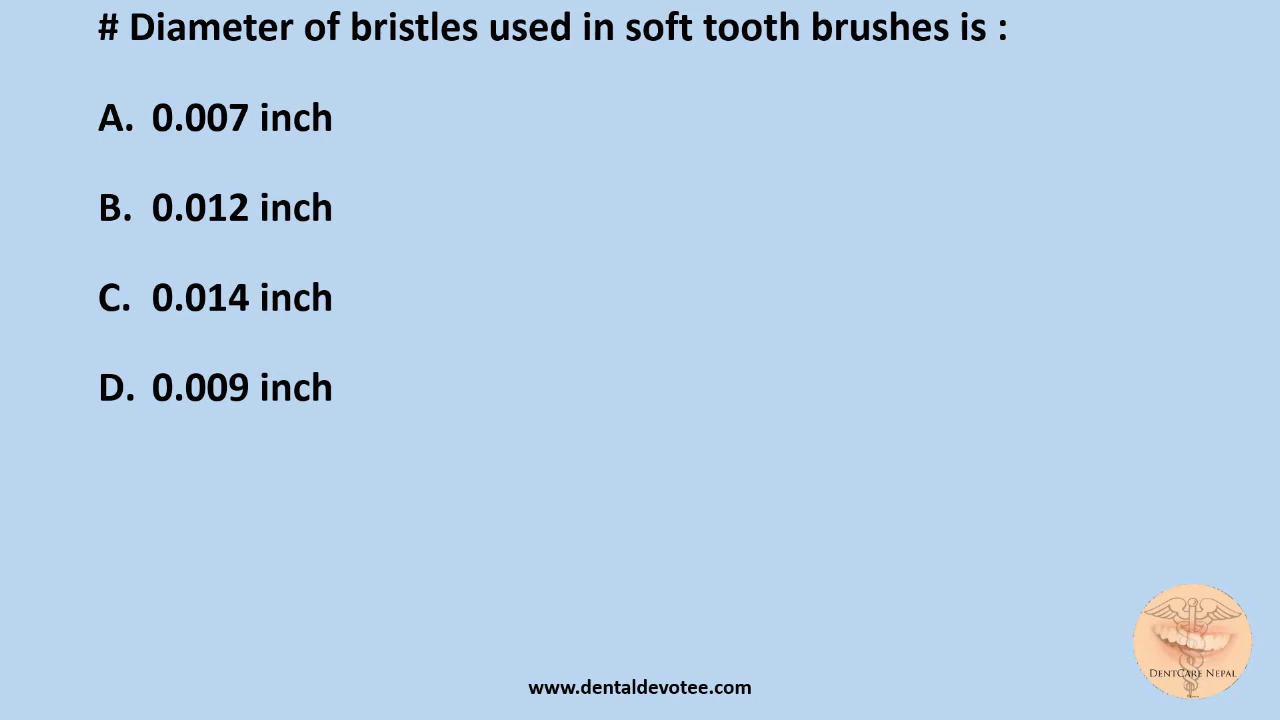 # Diameter of bristles used in soft tooth brushes is :
A. 0.007 inch
B. 0.012 inch
C. 0.014 inch
D. 0.009 inch
DentCare Nepal
www.dentaldevotee.com